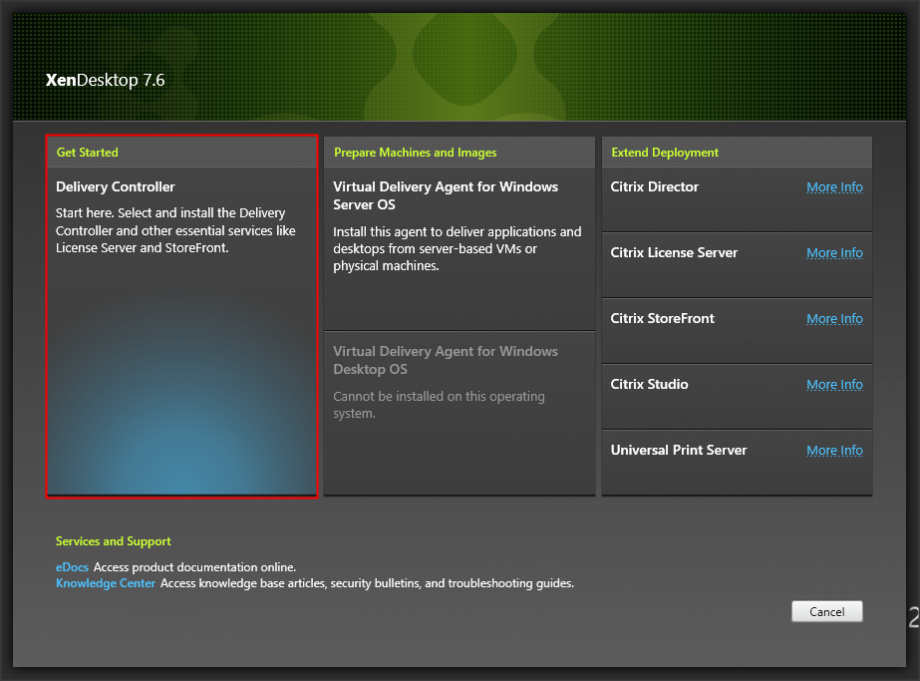 XenDesktop 7.6
Get Started
Delivery Controller
Start here. Select and install the Delivery
Controller and other essential services like
License Server and StoreFront.
Prepare Machines and Images
Virtual Delivery Agent for Windows
Server OS
Install this agent to deliver applications and
desktops from server-based VMs or
physical machines.
Virtual Delivery Agent for Windows
Desktop OS
Cannot be installed on this operating
system.
Extend Deployment
Citrix Director More Info
Citrix License Server More Info
Citrix StoreFront More Info
Citrix Studio More Info
Universal Print Server More Info
Services and Support
eDocs Access product documentation online.
Knowledge Center Access knowledge base articles, security bulletins, and troubleshooting guides.
Cancel
2